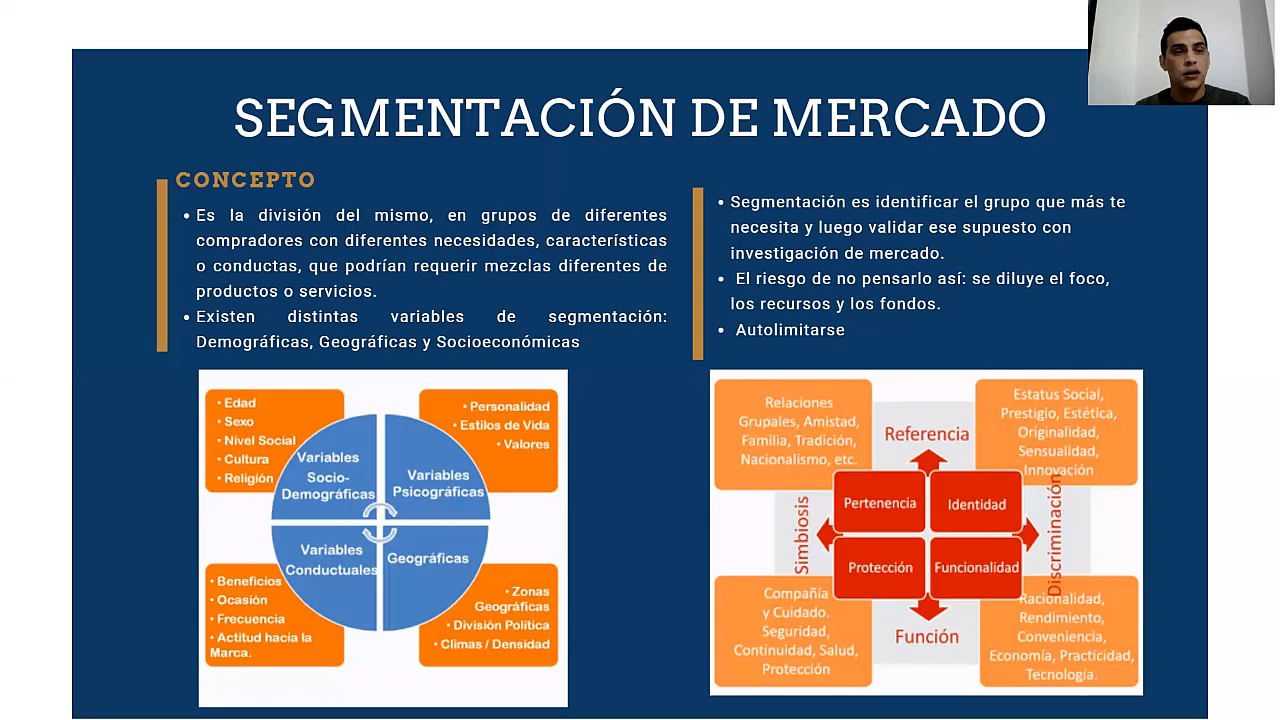 SEGMENTACIÓN DE MERCADO
CONCEPTO
• Es la división del mismo, en grupos de diferentes
compradores con diferentes necesidades, características
o conductas, que podrían requerir mezclas diferentes de
productos o servicios.
• Existen distintas variables de segmentación:
Demográficas, Geográficas y Socioeconómicas
• Segmentación es identificar el grupo que más te
necesita y luego validar ese supuesto con
investigación de mercado.
• El riesgo de no pensarlo así: se diluye el foco,
los recursos y los fondos.
• Autolimitarse
• Edad
• Sexo
• Nivel Social
• Cultura
• Religión
Variables
Socio-
Demográficas
• Personalidad
• Estilos de Vida
• Valores
Variables
Psicográficas
Variables
Conductuales
• Beneficios
• Ocasión
• Frecuencia
• Actitud hacia la
Marca.
Geográficas
• Zonas
Geográficas
• División Política
• Climas / Densidad
Relaciones
Grupales, Amistad,
Familia, Tradición,
Nacionalismo, etc.
Referencia
Estatus Social,
Prestigio, Estética,
Originalidad,
Sensualidad,
Innovación
Pertenencia
Identidad
Simbiosis
Discriminación
Protección
Funcionalidad
Compañía
y Cuidado.
Seguridad,
Continuidad, Salud,
Protección
Función
Racionalidad,
Rendimiento,
Conveniencia,
Economía, Practicidad,
Tecnología.